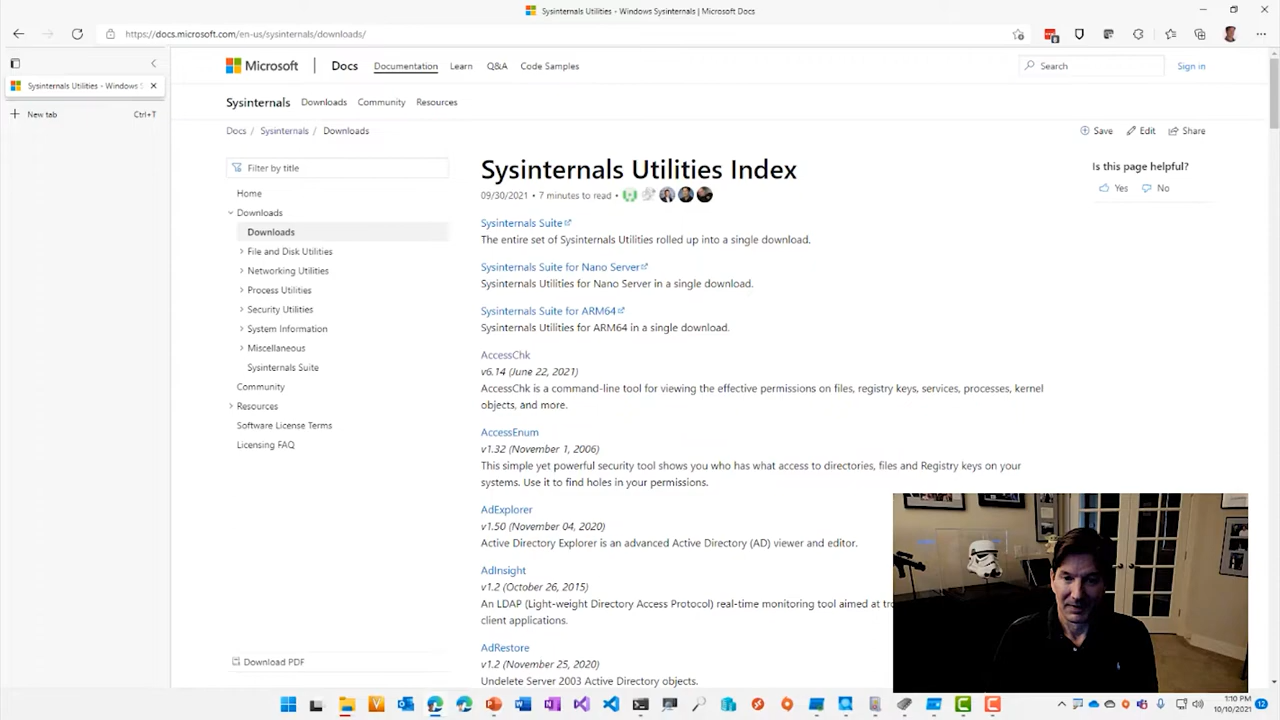 Sysinternals Utilities - Windows Sysinternals | Microsoft Docs
https://docs.microsoft.com/en-us/sysinternals/downloads/
Sysinternals Utilities - Windows S
New tab Ctrl+T
Microsoft Docs Documentation Learn Q&A Code Samples Search Sign in
Sysinternals Downloads Community Resources
Docs / Sysinternals / Downloads Save Edit Share
Filter by title
Home
Downloads
Downloads
File and Disk Utilities
Networking Utilities
Process Utilities
Security Utilities
System Information
Miscellaneous
Sysinternals Suite
Community
Resources
Software License Terms
Licensing FAQ
Download PDF
Sysinternals Utilities Index
09/30/2021 • 7 minutes to read
Sysinternals Suite
The entire set of Sysinternals Utilities rolled up into a single download.
Sysinternals Suite for Nano Server
Sysinternals Utilities for Nano Server in a single download.
Sysinternals Suite for ARM64
Sysinternals Utilities for ARM64 in a single download.
AccessChk
v6.14 (June 22, 2021)
AccessChk is a command-line tool for viewing the effective permissions on files, registry keys, services, processes, kernel
objects, and more.
AccessEnum
v1.32 (November 1, 2006)
This simple yet powerful security tool shows you who has what access to directories, files and Registry keys on your
systems. Use it to find holes in your permissions.
AdExplorer
v1.50 (November 04, 2020)
Active Directory Explorer is an advanced Active Directory (AD) viewer and editor.
AdInsight
v1.2 (October 26, 2015)
An LDAP (Light-weight Directory Access Protocol) real-time monitoring tool aimed at
client applications.
AdRestore
v1.2 (November 25, 2020)
Undelete Server 2003 Active Directory objects.
Is this page helpful?
Yes No
1:10 PM
10/10/2021
12